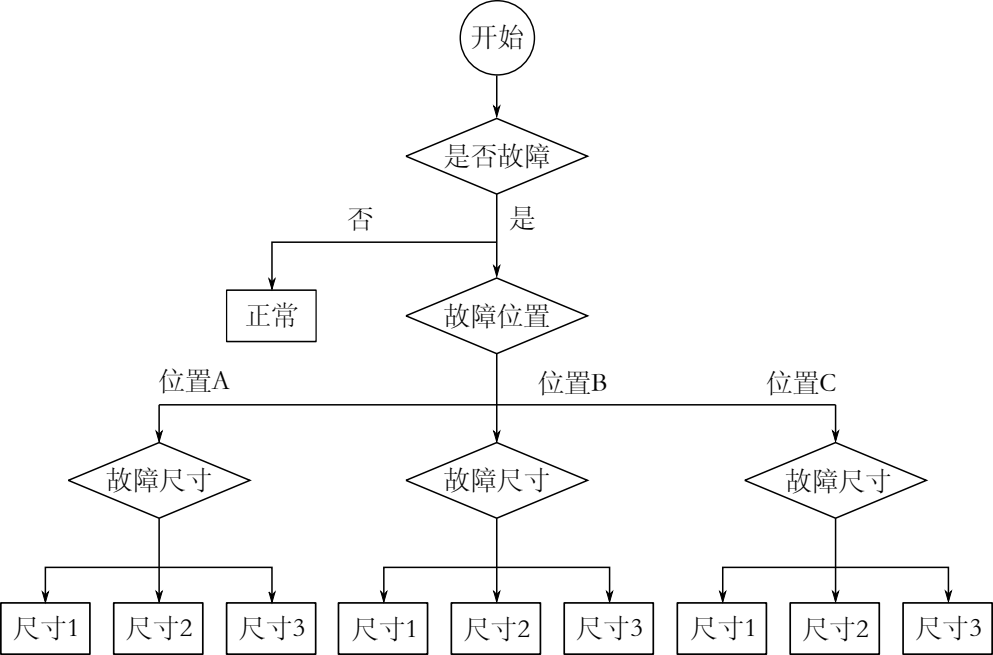 开始
是否故障
否
是
正常
故障位置
位置A
位置B
位置C
故障尺寸
故障尺寸
故障尺寸
尺寸1
尺寸2
尺寸3
尺寸1
尺寸2
尺寸3
尺寸1
尺寸2
尺寸3